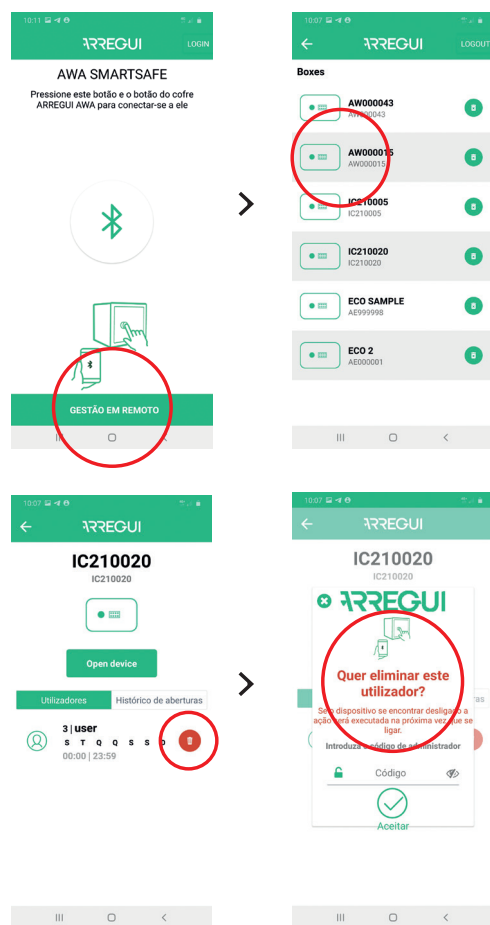 10:11
ARREGUI
LOGIN
AWA SMARTSAFE
Pressione este botão e o botão do cofre
ARREGUI AWA para conectar-se a ele
GESTÃO EM REMOTO
10:07
ARREGUI
LOGOUT
Boxes
AW000043
AW000043
AW000015
AW000015
IC210005
IC210005
IC210020
IC210020
ECO SAMPLE
AE999998
ECO 2
AE000001
10:07
ARREGUI
IC210020
IC210020
Open device
Utilizadores
Histórico de aberturas
3 | user
S T Q Q S S D
00:00 | 23:59
10:07
ARREGUI
IC210020
IC210020
ARREGUI
Quer eliminar este
utilizador?
Se o dispositivo se encontrar desligado a
ação será executada na próxima vez que se
ligar.
Introduza o código de administrador
Código
Aceitar
ras